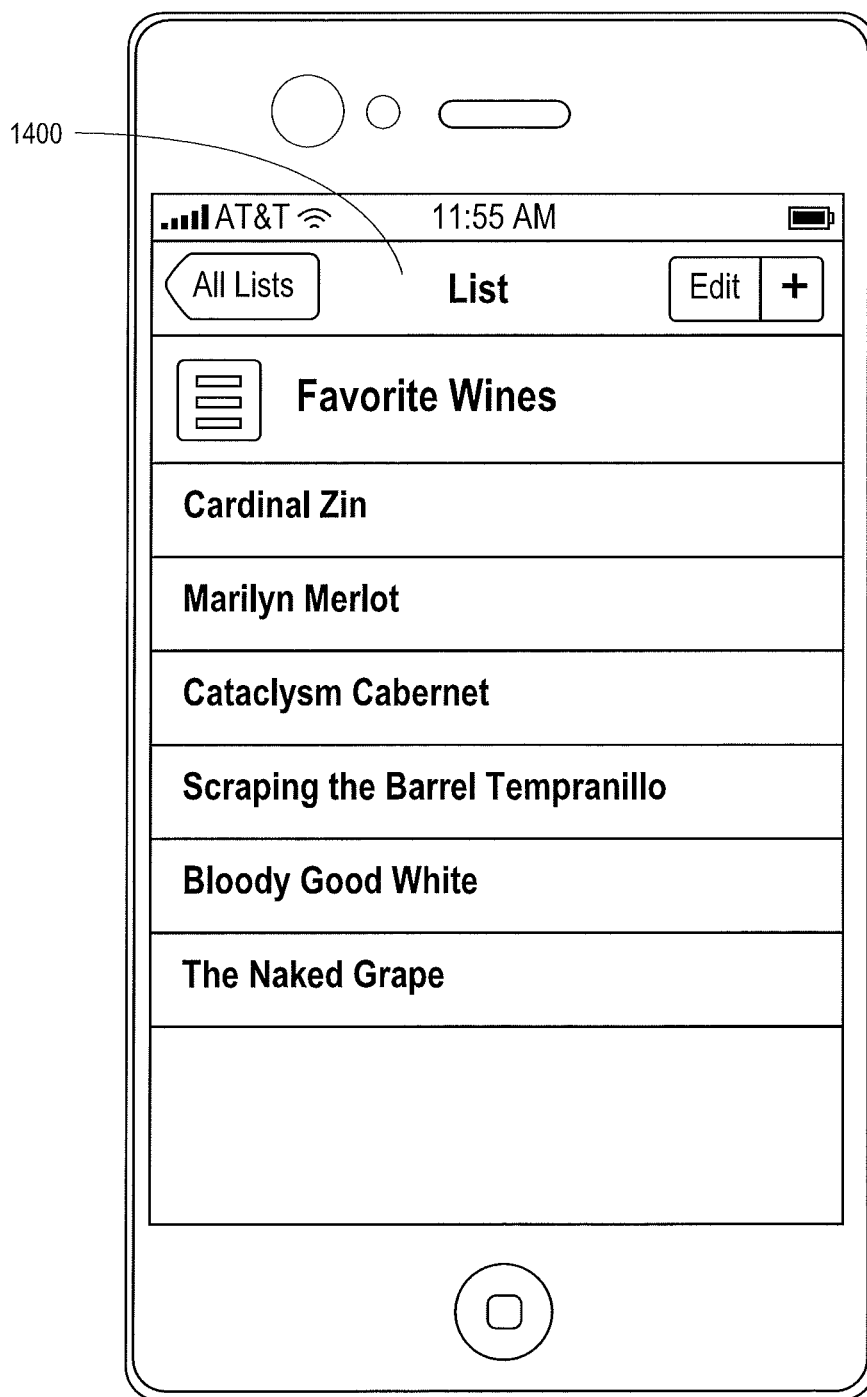 1400
AT&T 11:55 AM
All Lists List Edit +
Favorite Wines
Cardinal Zin
Marilyn Merlot
Cataclysm Cabernet
Scraping the Barrel Tempranillo
Bloody Good White
The Naked Grape